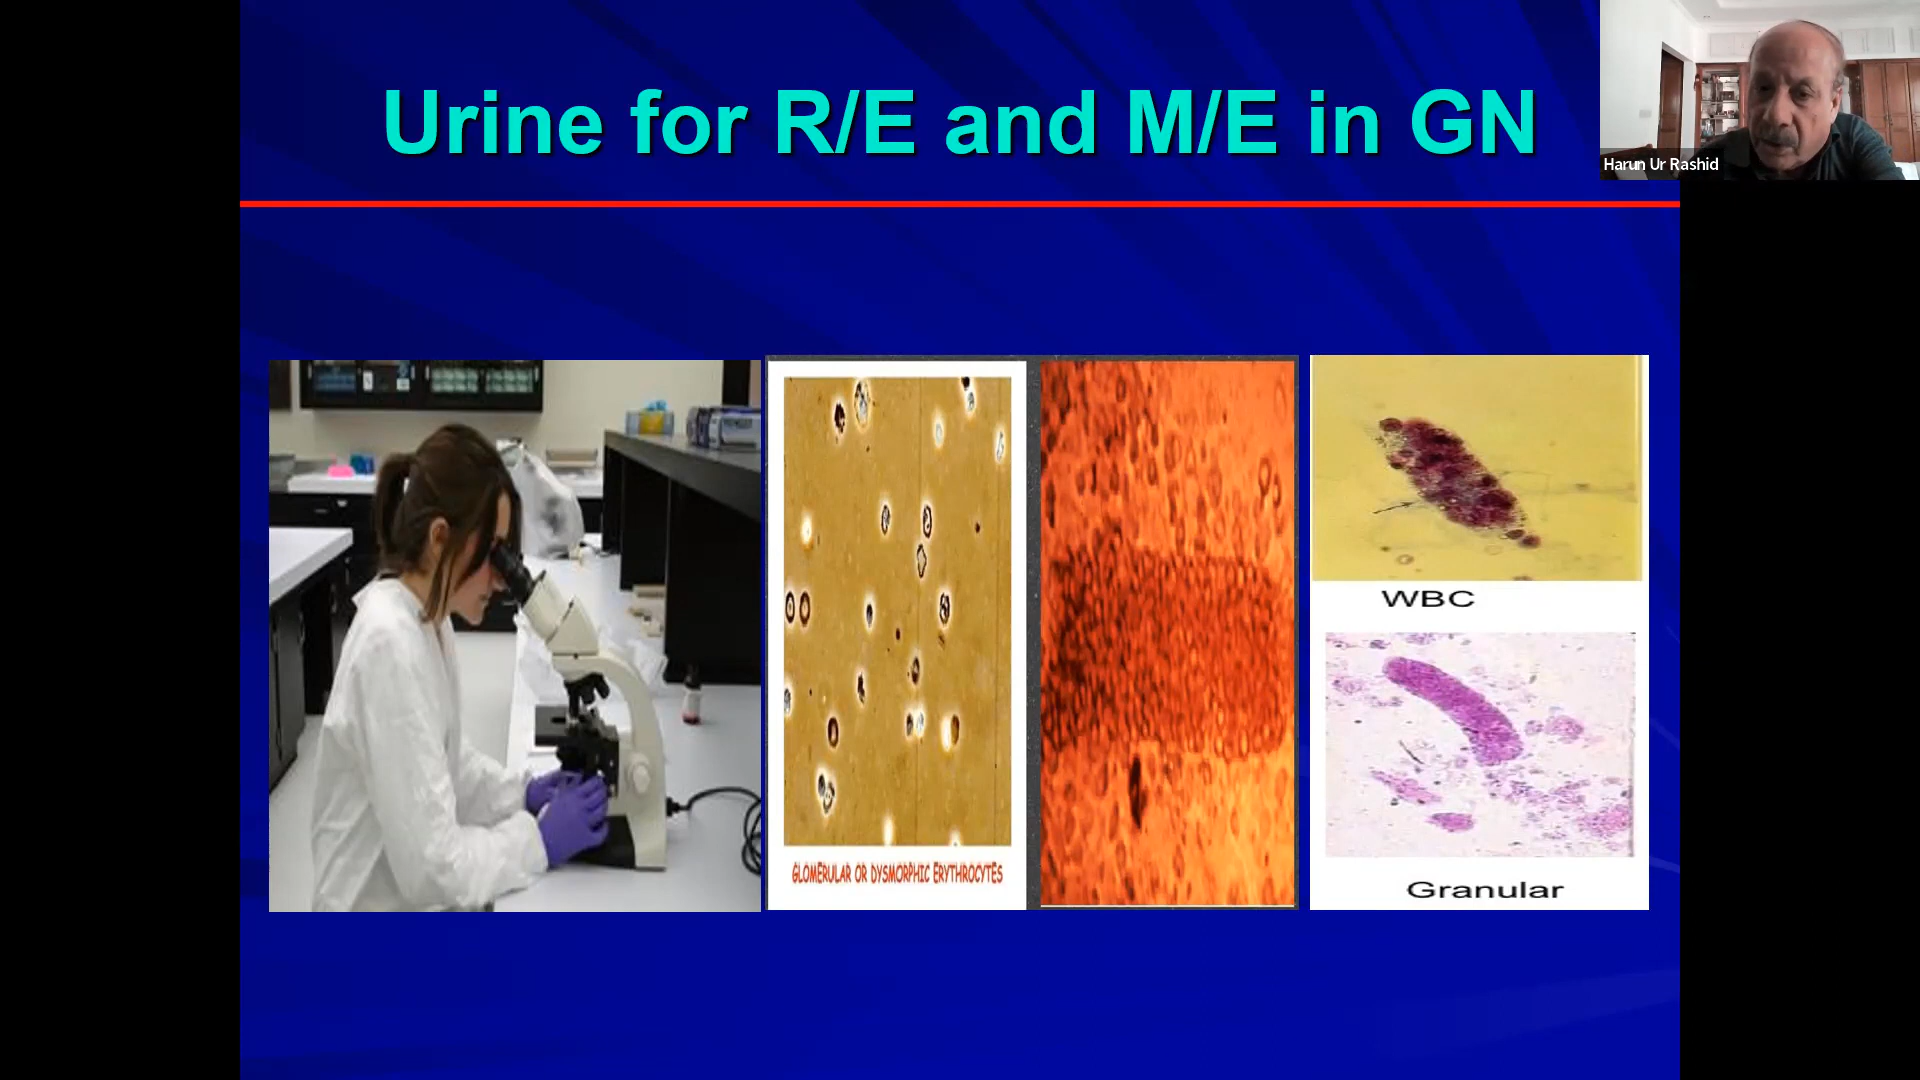 Urine for R/E and M/E in GN
Harun Ur Rashid
GLOMERULAR OR DYSMORPHIC ERYTHROCYTES
WBC
Granular